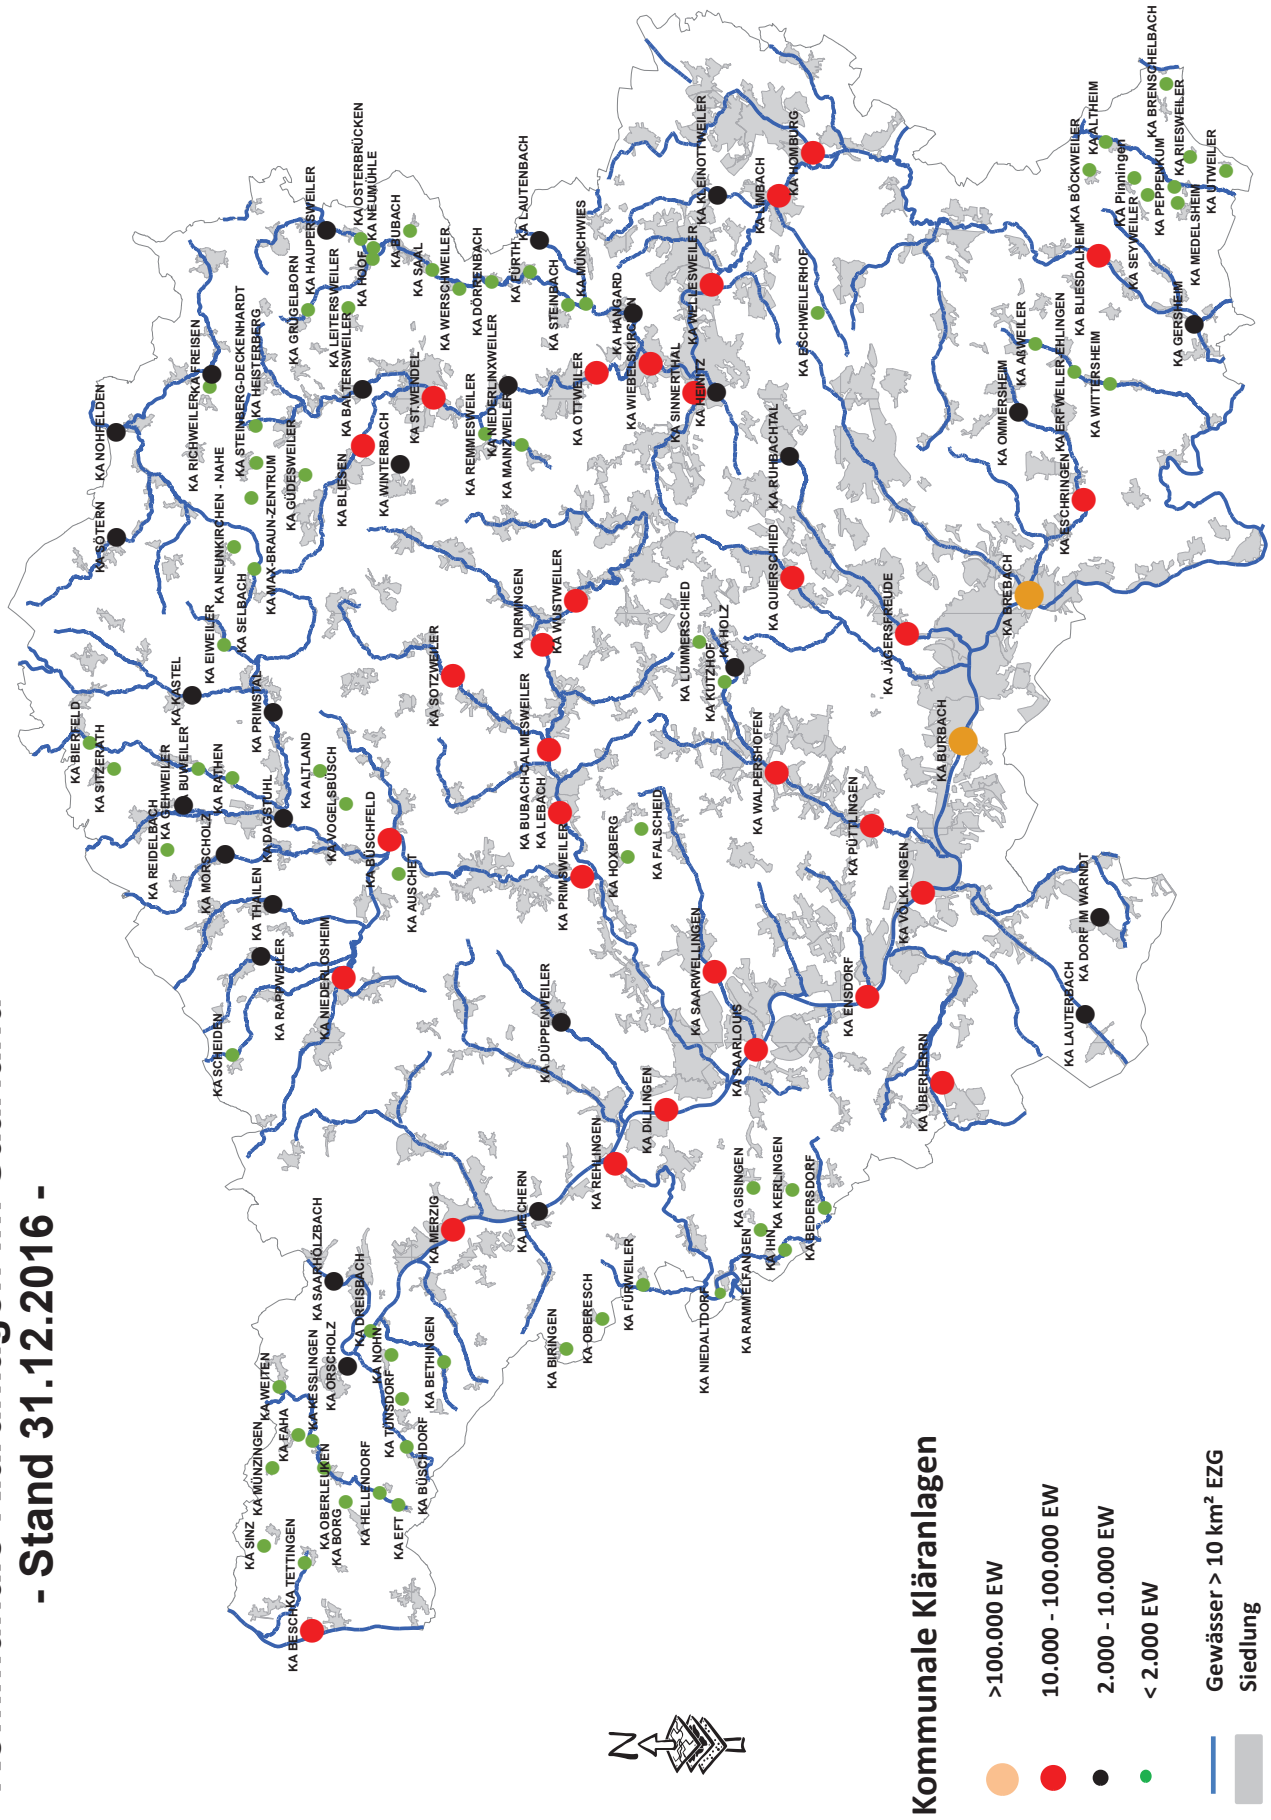 - Stand 31.12.2016 -
KA BIERFELD
KA SITZERATH
KA NOHFELDEN
KA SÖTERN
KA RICHWEILER
KA FREISEN
KA STEINBERG-DECKENHARDT
KA HEISTERBERG
KA GRÜGELBORN
KA HAUPERSWEILER
KA LEITERSWEILER
KA HOOF
KA OSTERBRÜCKEN
KA NEUMÜHLE
KA BUBACH
KA SAAL
KA WERSCHWEILER
KA DÖRRENBACH
KA FÜRTH
KA LAUTENBACH
KA STEINBACH
KA MÜNCHWIES
KA HANGARD
KA WIEBELSKIRCHEN
KA BALTERSWEILER
KA ST.WENDEL
KA BLIESEN
KA WINTERBACH
KA GÜDESWEILER
KA MAX-BRAUN-ZENTRUM
KA NEUNKIRCHEN - NAHE
KA SELBACH
KA EIWEILER
KA KASTEL
KA PRIMSTAL
KA BUWEILER
KA GEHWEILER
KA RATHEN
KA REIDELBACH
KA MORSCHOLZ
KA DAGSTUHL
KA ALTLAND
KA VOGELSBÜSCH
KA BÜSCHFELD
KA AUSCHET
KA THAILEN
KA RAPPWEILER
KA SCHEIDEN
KA NIEDERLOSHEIM
KA REMMESWEILER
KA NIEDERLINXWEILER
KA MAINZWEILER
KA OTTWEILER
KA SINNERTHAL
KA HEINITZ
KA WELLESWEILER
KA KLEINOTTWEILER
KA LIMBACH
KA HOMBURG
KA ESCHWEILERHOF
KA DIRMINGEN
KA WUSTWEILER
KA SOTZWEILER
KA BUBACH-CALMESWEILER
KA LEBACH
KA PRIMSWEILER
KA HOXBERG
KA FALSCHEID
KA LUMMERSCHIED
KA KUTZHOF
KA HOLZ
KA QUIERSCHIED
KA RUHBACHTAL
KA JÄGERSFREUDE
KA WALPERSHOFEN
KA PÜTTLINGEN
KA VÖLKLINGEN
KA BURBACH
KA BREBACH
KA ESCHRINGEN
KA OMMERSHEIM
KA AßWEILER
KA ERFWEILER-EHLINGEN
KA WITTERSHEIM
KA BLIESDALHEIM
KA BÖCKWEILER
KA ALTHEIM
KA Pinningen
KA SEYWEILER
KA PEPPENKUM
KA BRENSCHELBACH
KA RIESWEILER
KA MEDELSHEIM
KA UTWEILER
KA GERSHEIM
KA SAARWELLINGEN
KA SAARLOUIS
KA ENSDORF
KA DILLINGEN
KA DÜPPENWEILER
KA REHLINGEN
KA ÜBERHERRN
KA LAUTERBACH
KA DORF IM WARNDT
KA MERZIG
KA MECHERN
KA SAARHÖLZBACH
KA DREISBACH
KA ORSCHOLZ
KA NOHN
KA TÜNSDORF
KA BETHINGEN
KA BÜSCHDORF
KA WEITEN
KA KESSLINGEN
KA FAHA
KA MÜNZINGEN
KA OBERLEUKEN
KA BORG
KA HELLENDORF
KA EFT
KA SINZ
KA TETTINGEN
KA BESCH
KA BIRINGEN
KA OBERESCH
KA FÜRWEILER
KA NIEDALTDORF
KA RAMMELFANGEN
KA GISINGEN
KA IHN
KA KERLINGEN
KA BEDERSDORF
N
Kommunale Kläranlagen
>100.000 EW
10.000 - 100.000 EW
2.000 - 10.000 EW
< 2.000 EW
Gewässer > 10 km² EZG
Siedlung